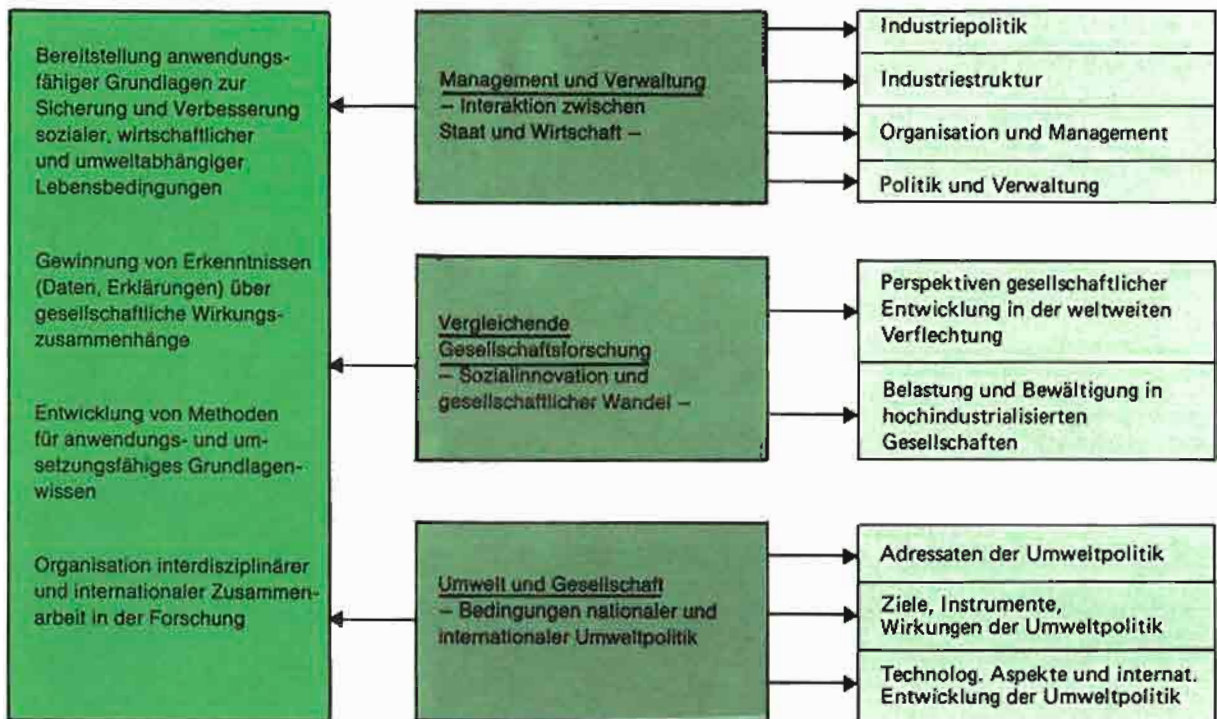 Bereitstellung anwendungs-
fähiger Grundlagen zur
Sicherung und Verbesserung
sozialer, wirtschaftlicher
und umweltabhängiger
Lebensbedingungen
Gewinnung von Erkenntnissen
(Daten, Erklärungen) über
gesellschaftliche Wirkungs-
zusammenhänge
Entwicklung von Methoden
für anwendungs- und um-
setzungsfähiges Grundlagen-
wissen
Organisation interdisziplinärer
und internationaler Zusammen-
arbeit in der Forschung
Management und Verwaltung
– Interaktion zwischen
Staat und Wirtschaft –
Industriepolitik
Industriestruktur
Organisation und Management
Politik und Verwaltung
Vergleichende
Gesellschaftsforschung
– Sozialinnovation und
gesellschaftlicher Wandel –
Perspektiven gesellschaftlicher
Entwicklung in der weltweiten
Verflechtung
Belastung und Bewältigung in
hochindustrialisierten
Gesellschaften
Umwelt und Gesellschaft
– Bedingungen nationaler und
internationaler Umweltpolitik
Adressaten der Umweltpolitik
Ziele, Instrumente,
Wirkungen der Umweltpolitik
Technolog. Aspekte und internat.
Entwicklung der Umweltpolitik